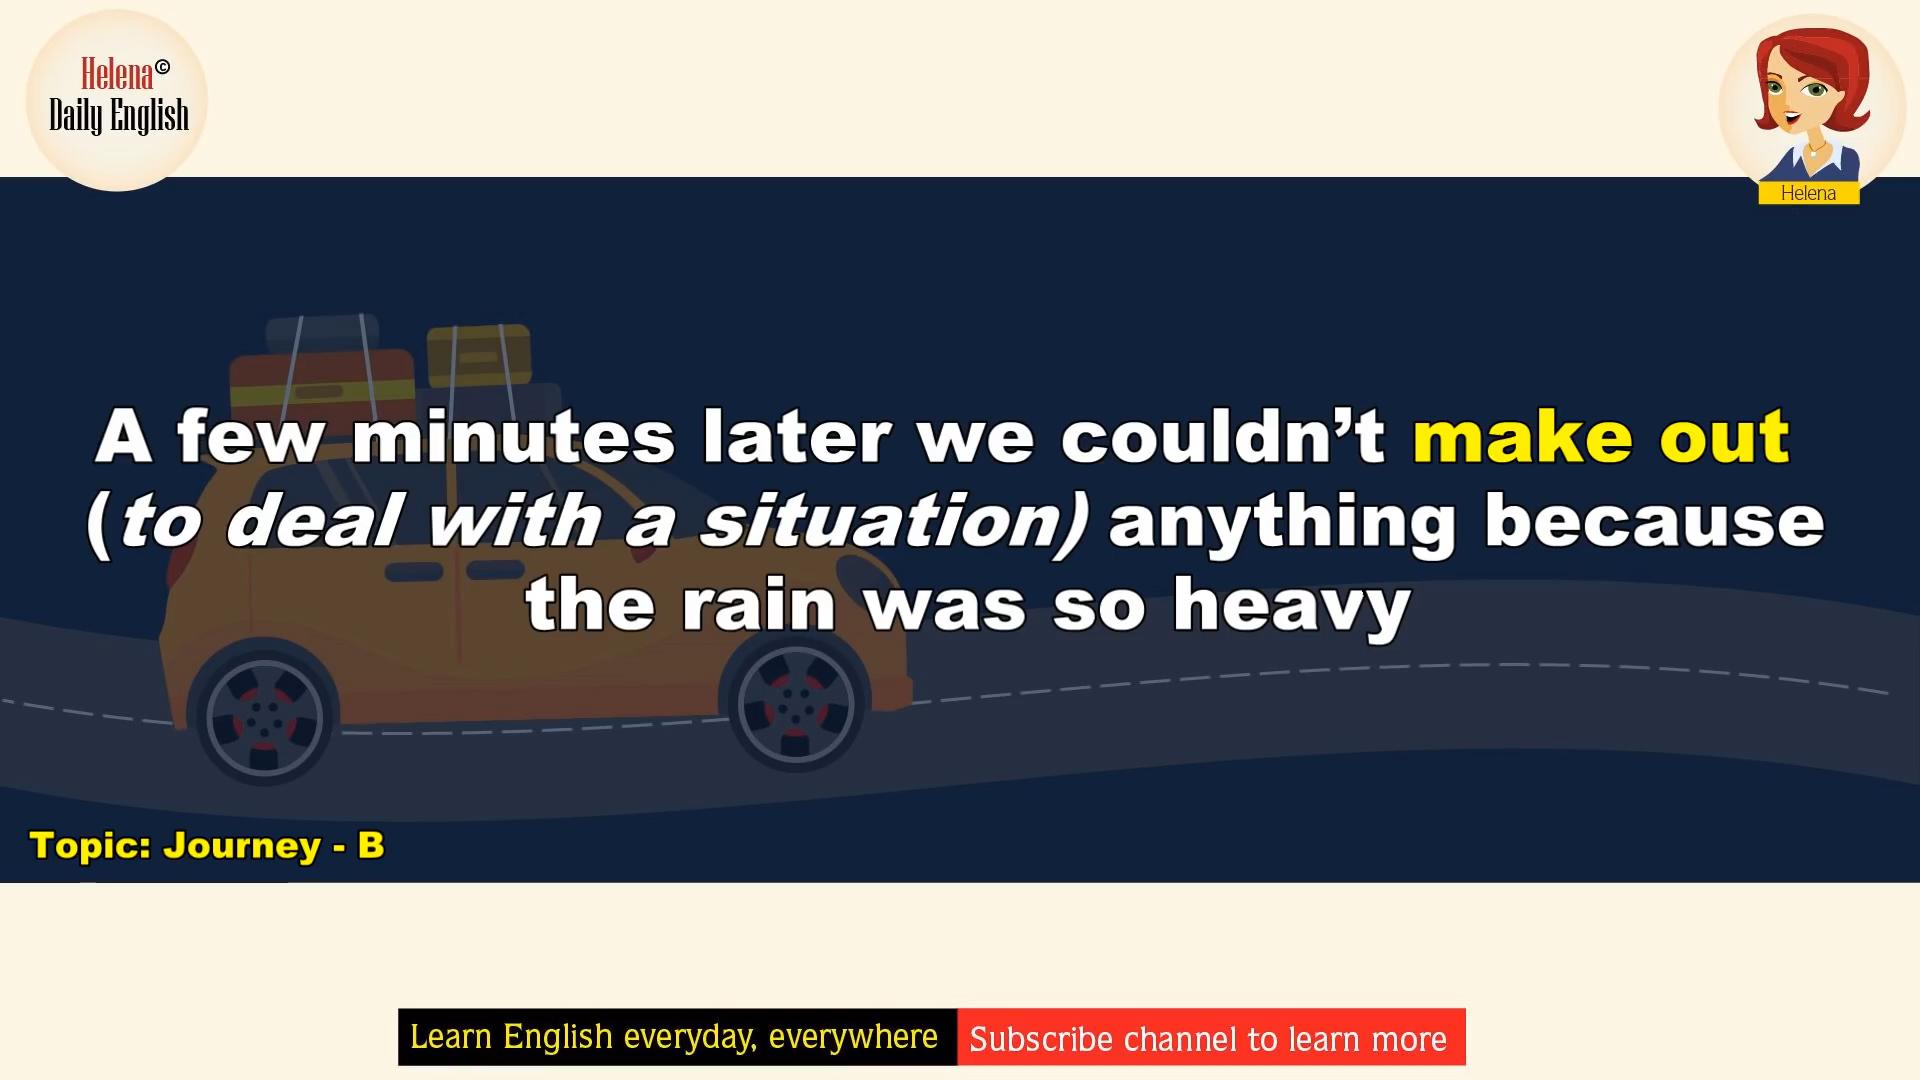 Helena©
Daily English
Helena
A few minutes later we couldn’t make out
(to deal with a situation) anything because
the rain was so heavy
Topic: Journey - B
Learn English everyday, everywhere
Subscribe channel to learn more